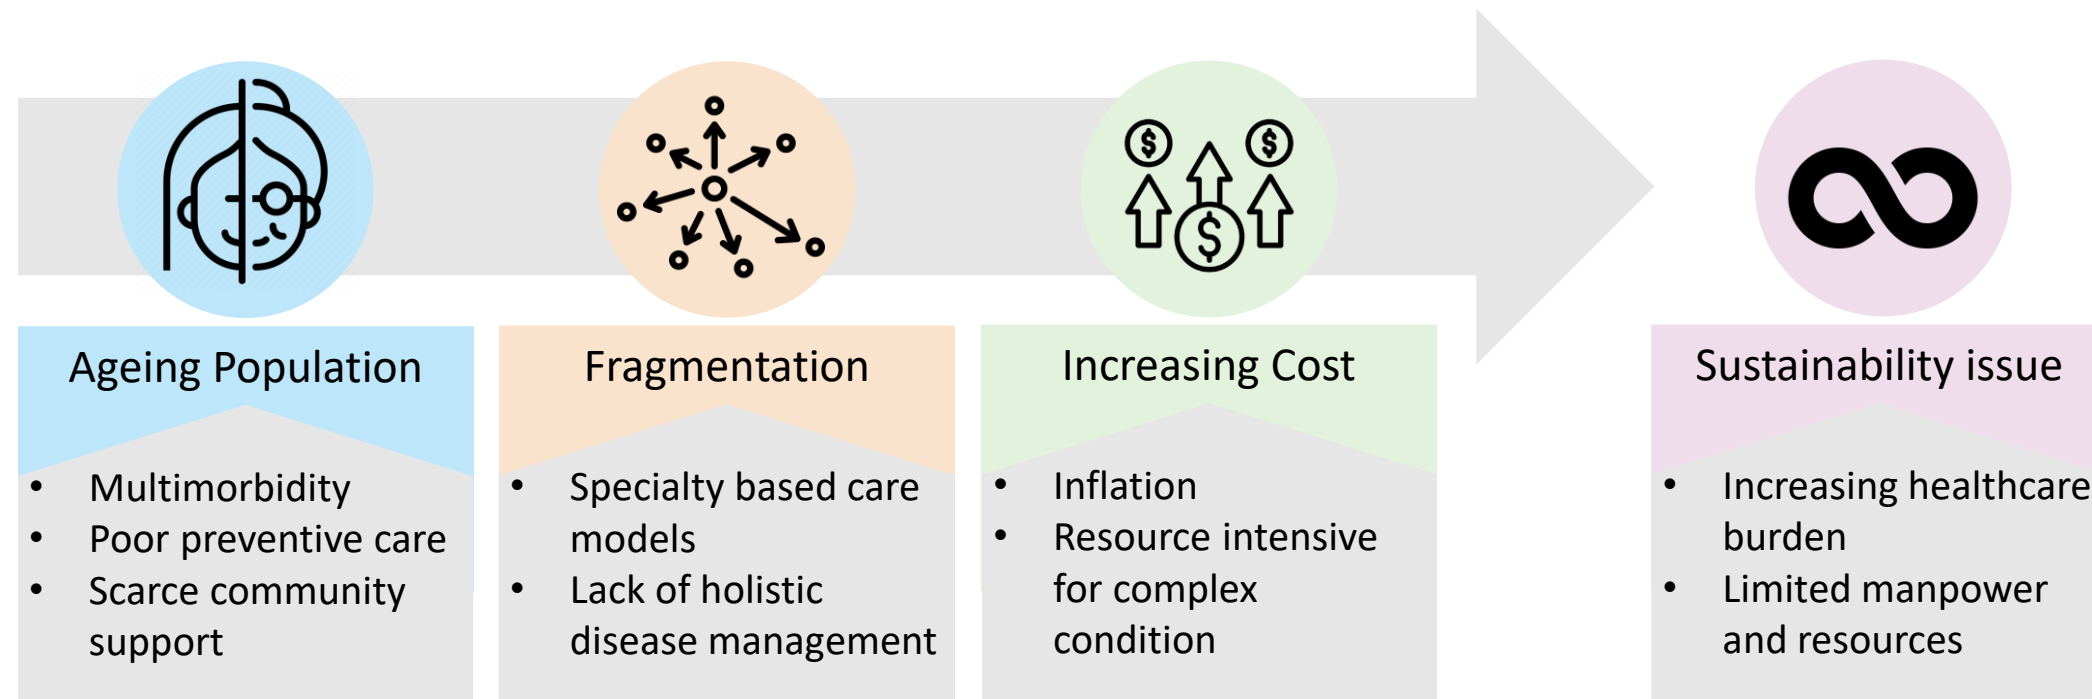 Ageing Population
• Multimorbidity
• Poor preventive care
• Scarce community
support
Fragmentation
• Specialty based care
models
• Lack of holistic
disease management
Increasing Cost
• Inflation
• Resource intensive
for complex
condition
Sustainability issue
• Increasing healthcare
burden
• Limited manpower
and resources